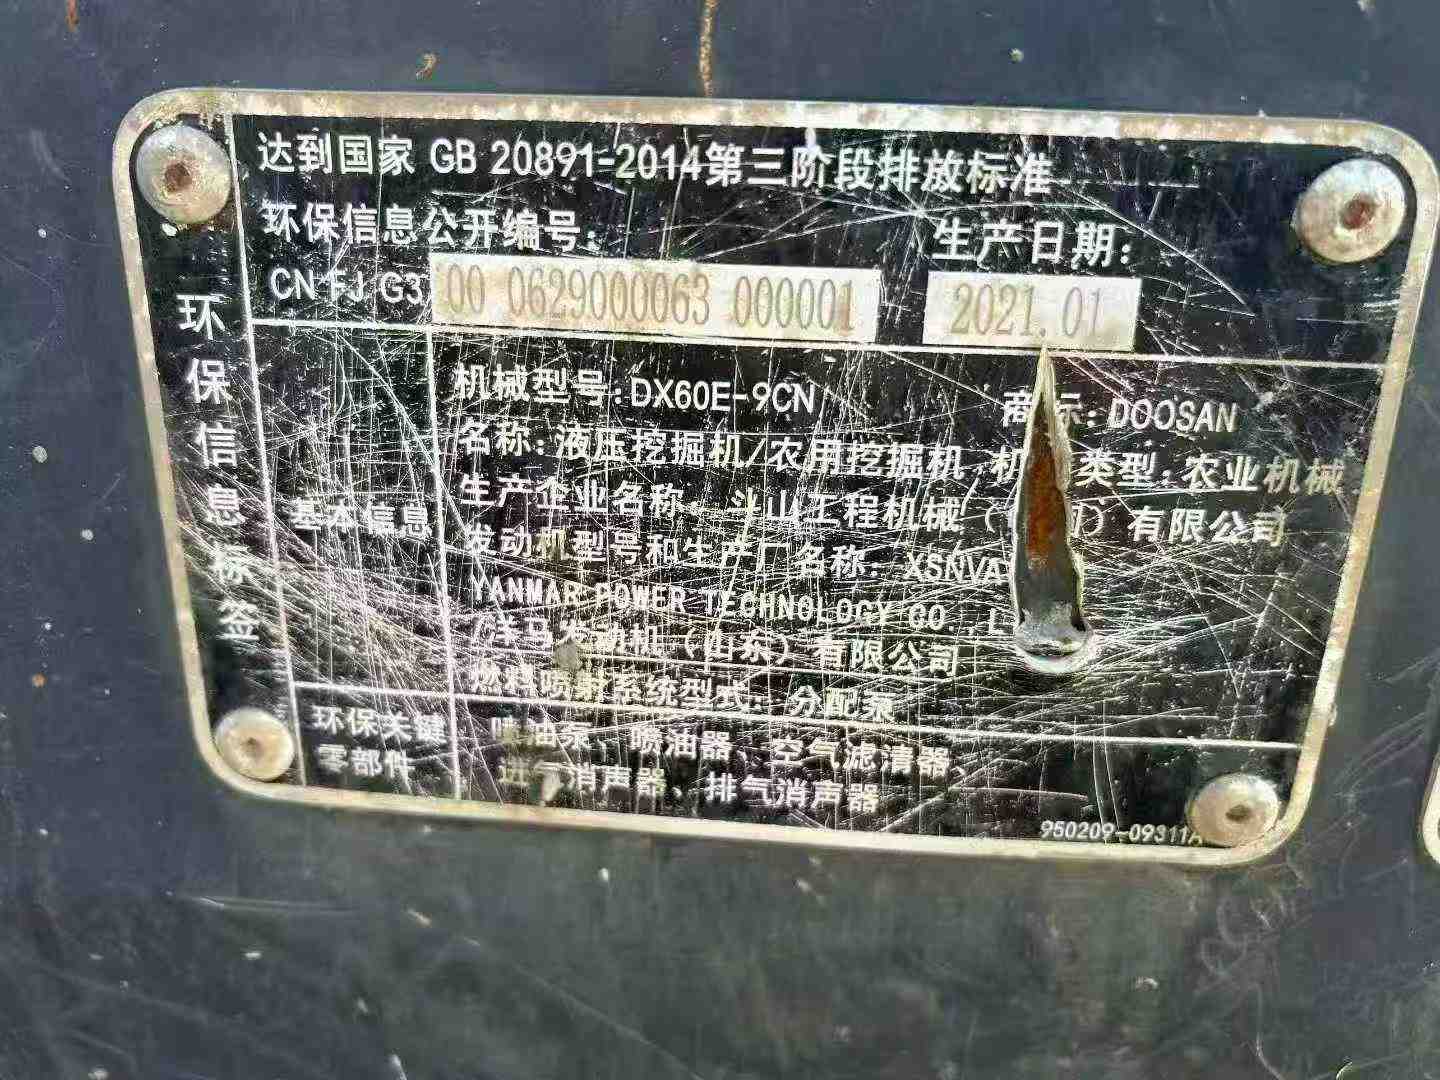 达到国家 GB 20891-2014第三阶段排放标准
环保信息公开编号:
生产日期:
CN FJ G3 00 0629000063 000001
2021.01
环保信息标签
基本信息
机械型号:DX60E-9CN 商标:DOOSAN
名称:液压挖掘机/农用挖掘机 机 类型:农业机械
生产企业名称:斗山工程机械( )有限公司
发动机型号和生产厂名称:XSNVA
YANMAR POWER TECHNOLOGY CO.,L
/洋马发动机(山东)有限公司
燃料喷射系统型式:分配泵
环保关键
零部件
喷油泵、喷油器、空气滤清器、
进气消声器、排气消声器
950209-09311A